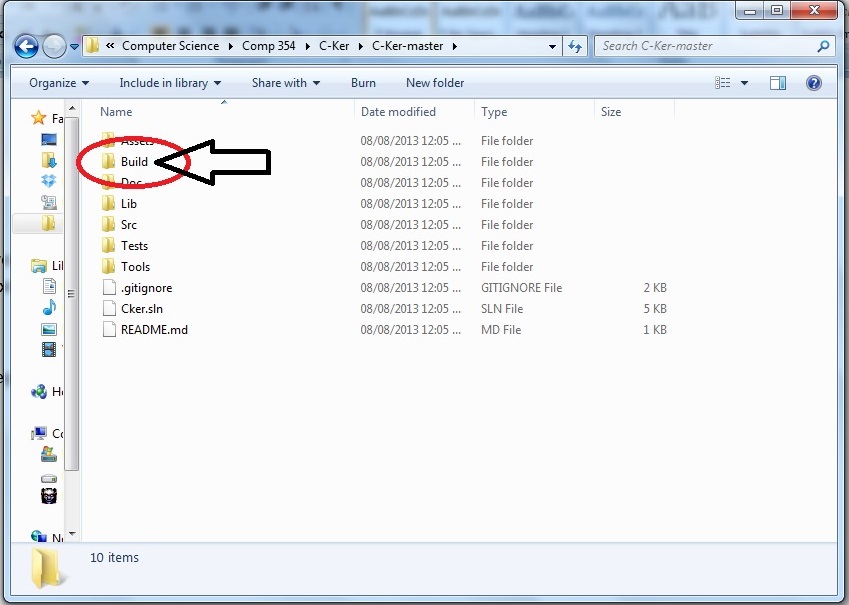 « Computer Science ▸ Comp 354 ▸ C-Ker ▸ C-Ker-master ▸ Search C-Ker-master
Organize Include in library Share with Burn New folder
Name Date modified Type Size
Assets 08/08/2013 12:05 ... File folder
Build 08/08/2013 12:05 ... File folder
Doc 08/08/2013 12:05 ... File folder
Lib 08/08/2013 12:05 ... File folder
Src 08/08/2013 12:05 ... File folder
Tests 08/08/2013 12:05 ... File folder
Tools 08/08/2013 12:05 ... File folder
.gitignore 08/08/2013 12:05 ... GITIGNORE File 2 KB
Cker.sln 08/08/2013 12:05 ... SLN File 5 KB
README.md 08/08/2013 12:05 ... MD File 1 KB
Fa
Lil
H
Co
N
10 items